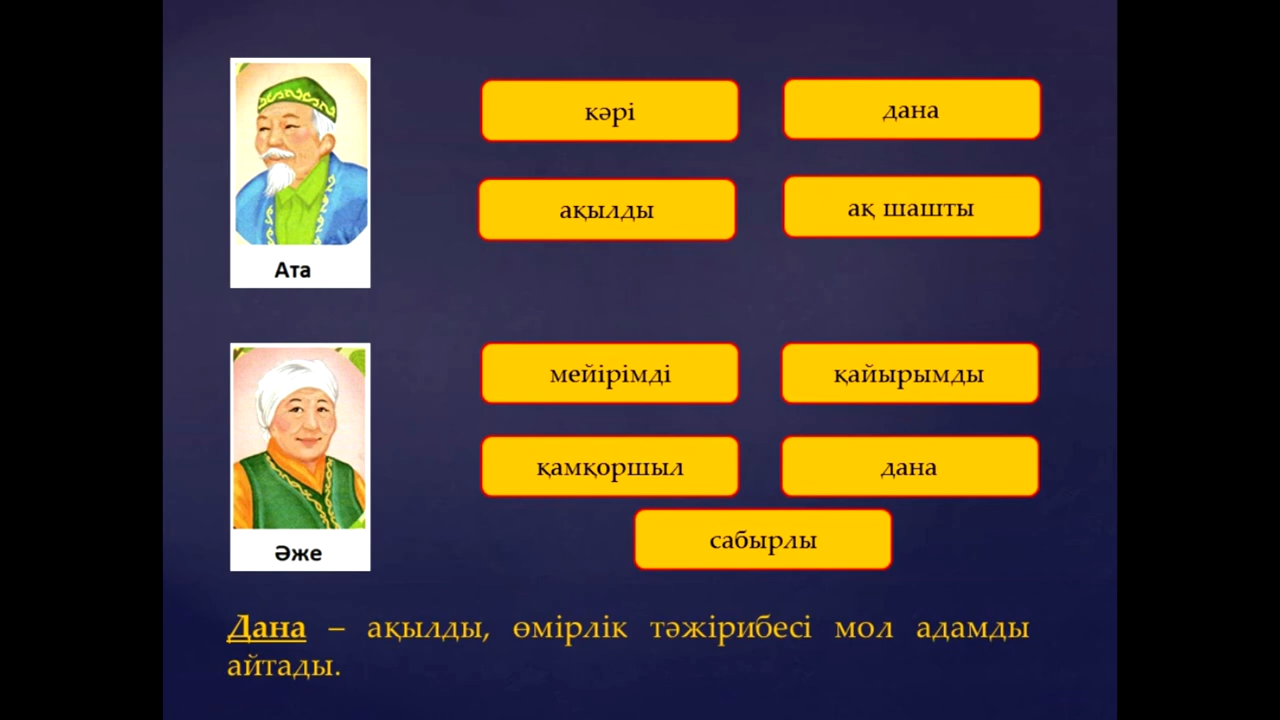 Ата
кәрі
дана
ақылды
ақ шашты
Әже
мейірімді
қайырымды
қамқоршыл
дана
сабырлы
Дана – ақылды, өмірлік тәжірибесі мол адамды
айтады.